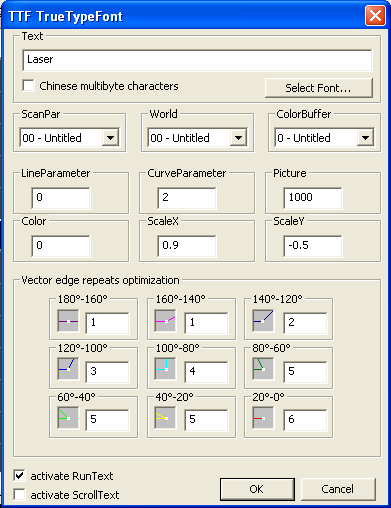 TTF TrueTypeFont
Text
Laser
Chinese multibyte characters
Select Font...
ScanPar World ColorBuffer
00 - Untitled 00 - Untitled 0 - Untitled
LineParameter CurveParameter Picture
0 2 1000
Color ScaleX ScaleY
0 0.9 -0.5
Vector edge repeats optimization
180°-160° 160°-140° 140°-120°
1 1 2
120°-100° 100°-80° 80°-60°
3 4 5
60°-40° 40°-20° 20°-0°
5 5 6
activate RunText
activate ScrollText
OK Cancel